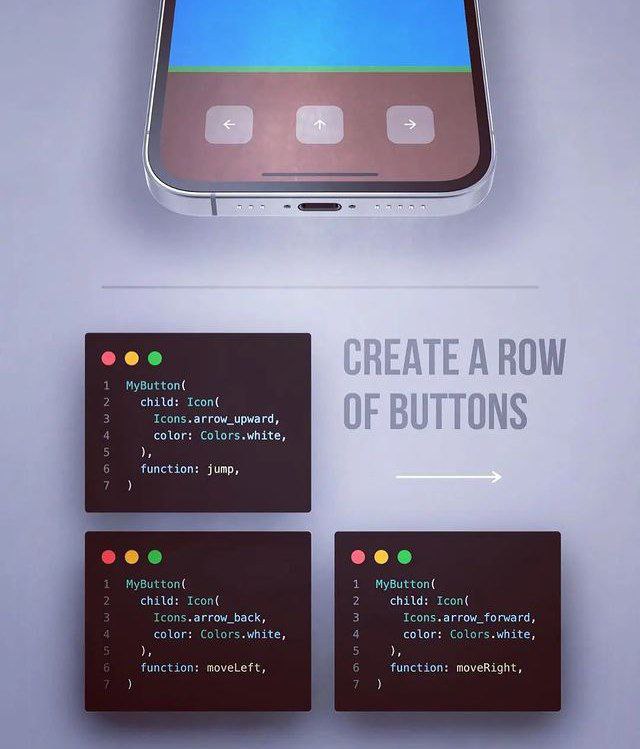 CREATE A ROW
OF BUTTONS
1 MyButton(
2 child: Icon(
3 Icons.arrow_upward,
4 color: Colors.white,
5 ),
6 function: jump,
7 )
1 MyButton(
2 child: Icon(
3 Icons.arrow_back,
4 color: Colors.white,
5 ),
6 function: moveLeft,
7 )
1 MyButton(
2 child: Icon(
3 Icons.arrow_forward,
4 color: Colors.white,
5 ),
6 function: moveRight,
7 )